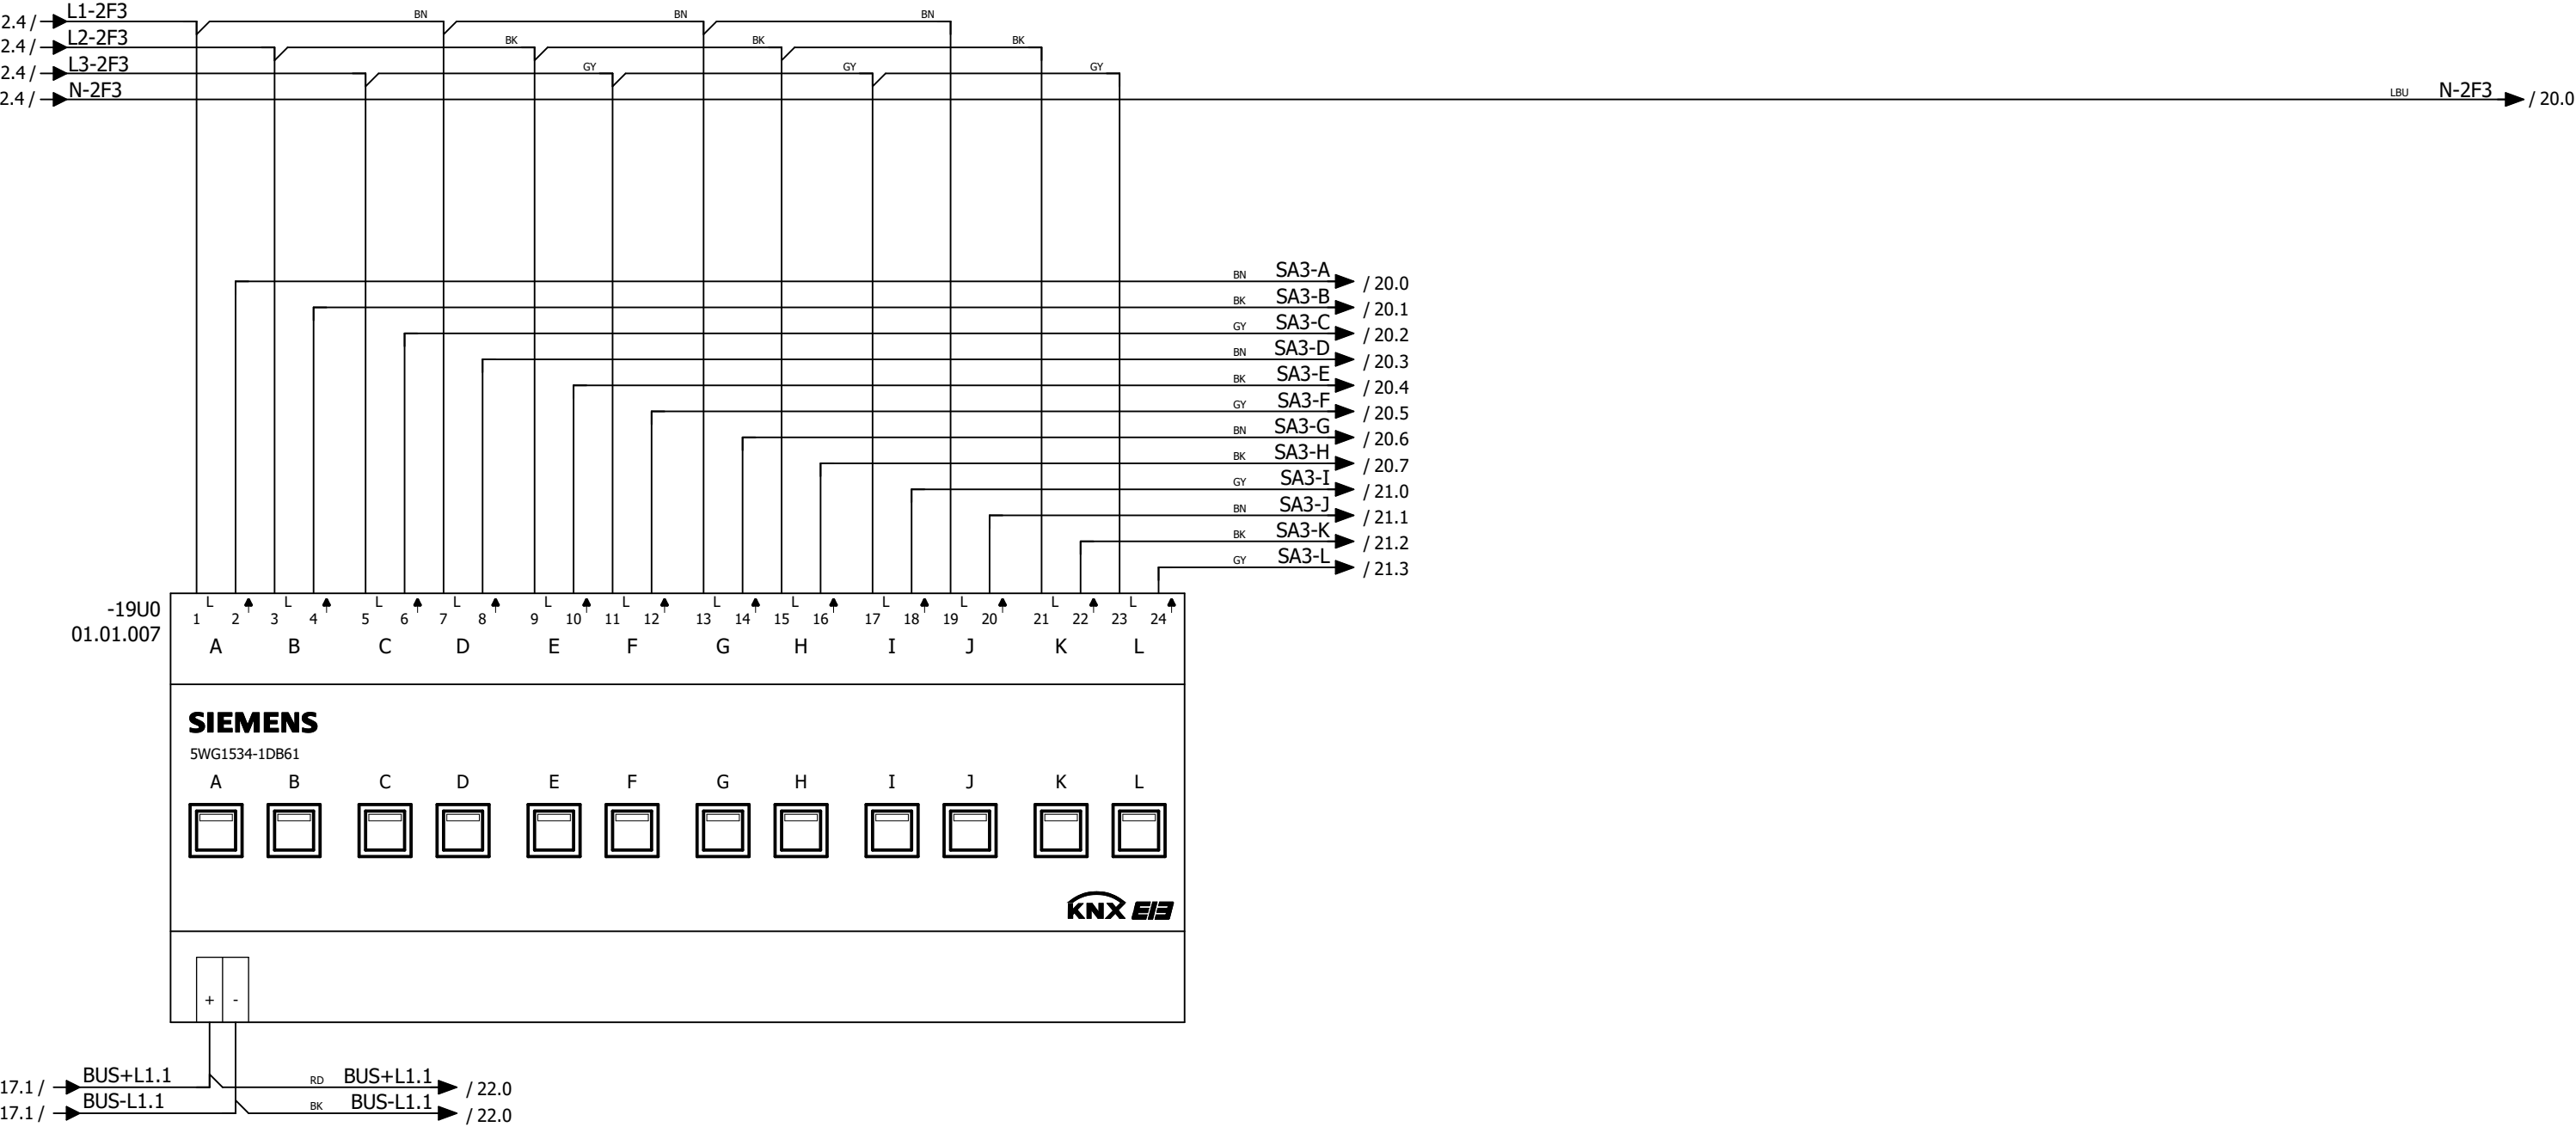 2.4 / L1-2F3 BN BN BN
2.4 / L2-2F3 BK BK BK
2.4 / L3-2F3 GY GY GY
2.4 / N-2F3 LBU N-2F3 / 20.0
BN SA3-A / 20.0
BK SA3-B / 20.1
GY SA3-C / 20.2
BN SA3-D / 20.3
BK SA3-E / 20.4
GY SA3-F / 20.5
BN SA3-G / 20.6
BK SA3-H / 20.7
GY SA3-I / 21.0
BN SA3-J / 21.1
BK SA3-K / 21.2
GY SA3-L / 21.3
L L L L L L L L L L L L
-19U0 1 2 3 4 5 6 7 8 9 10 11 12 13 14 15 16 17 18 19 20 21 22 23 24
01.01.007 A B C D E F G H I J K L
SIEMENS
5WG1534-1DB61
A B C D E F G H I J K L
KNX EIB
+ -
17.1 / BUS+L1.1 RD BUS+L1.1 / 22.0
17.1 / BUS-L1.1 BK BUS-L1.1 / 22.0